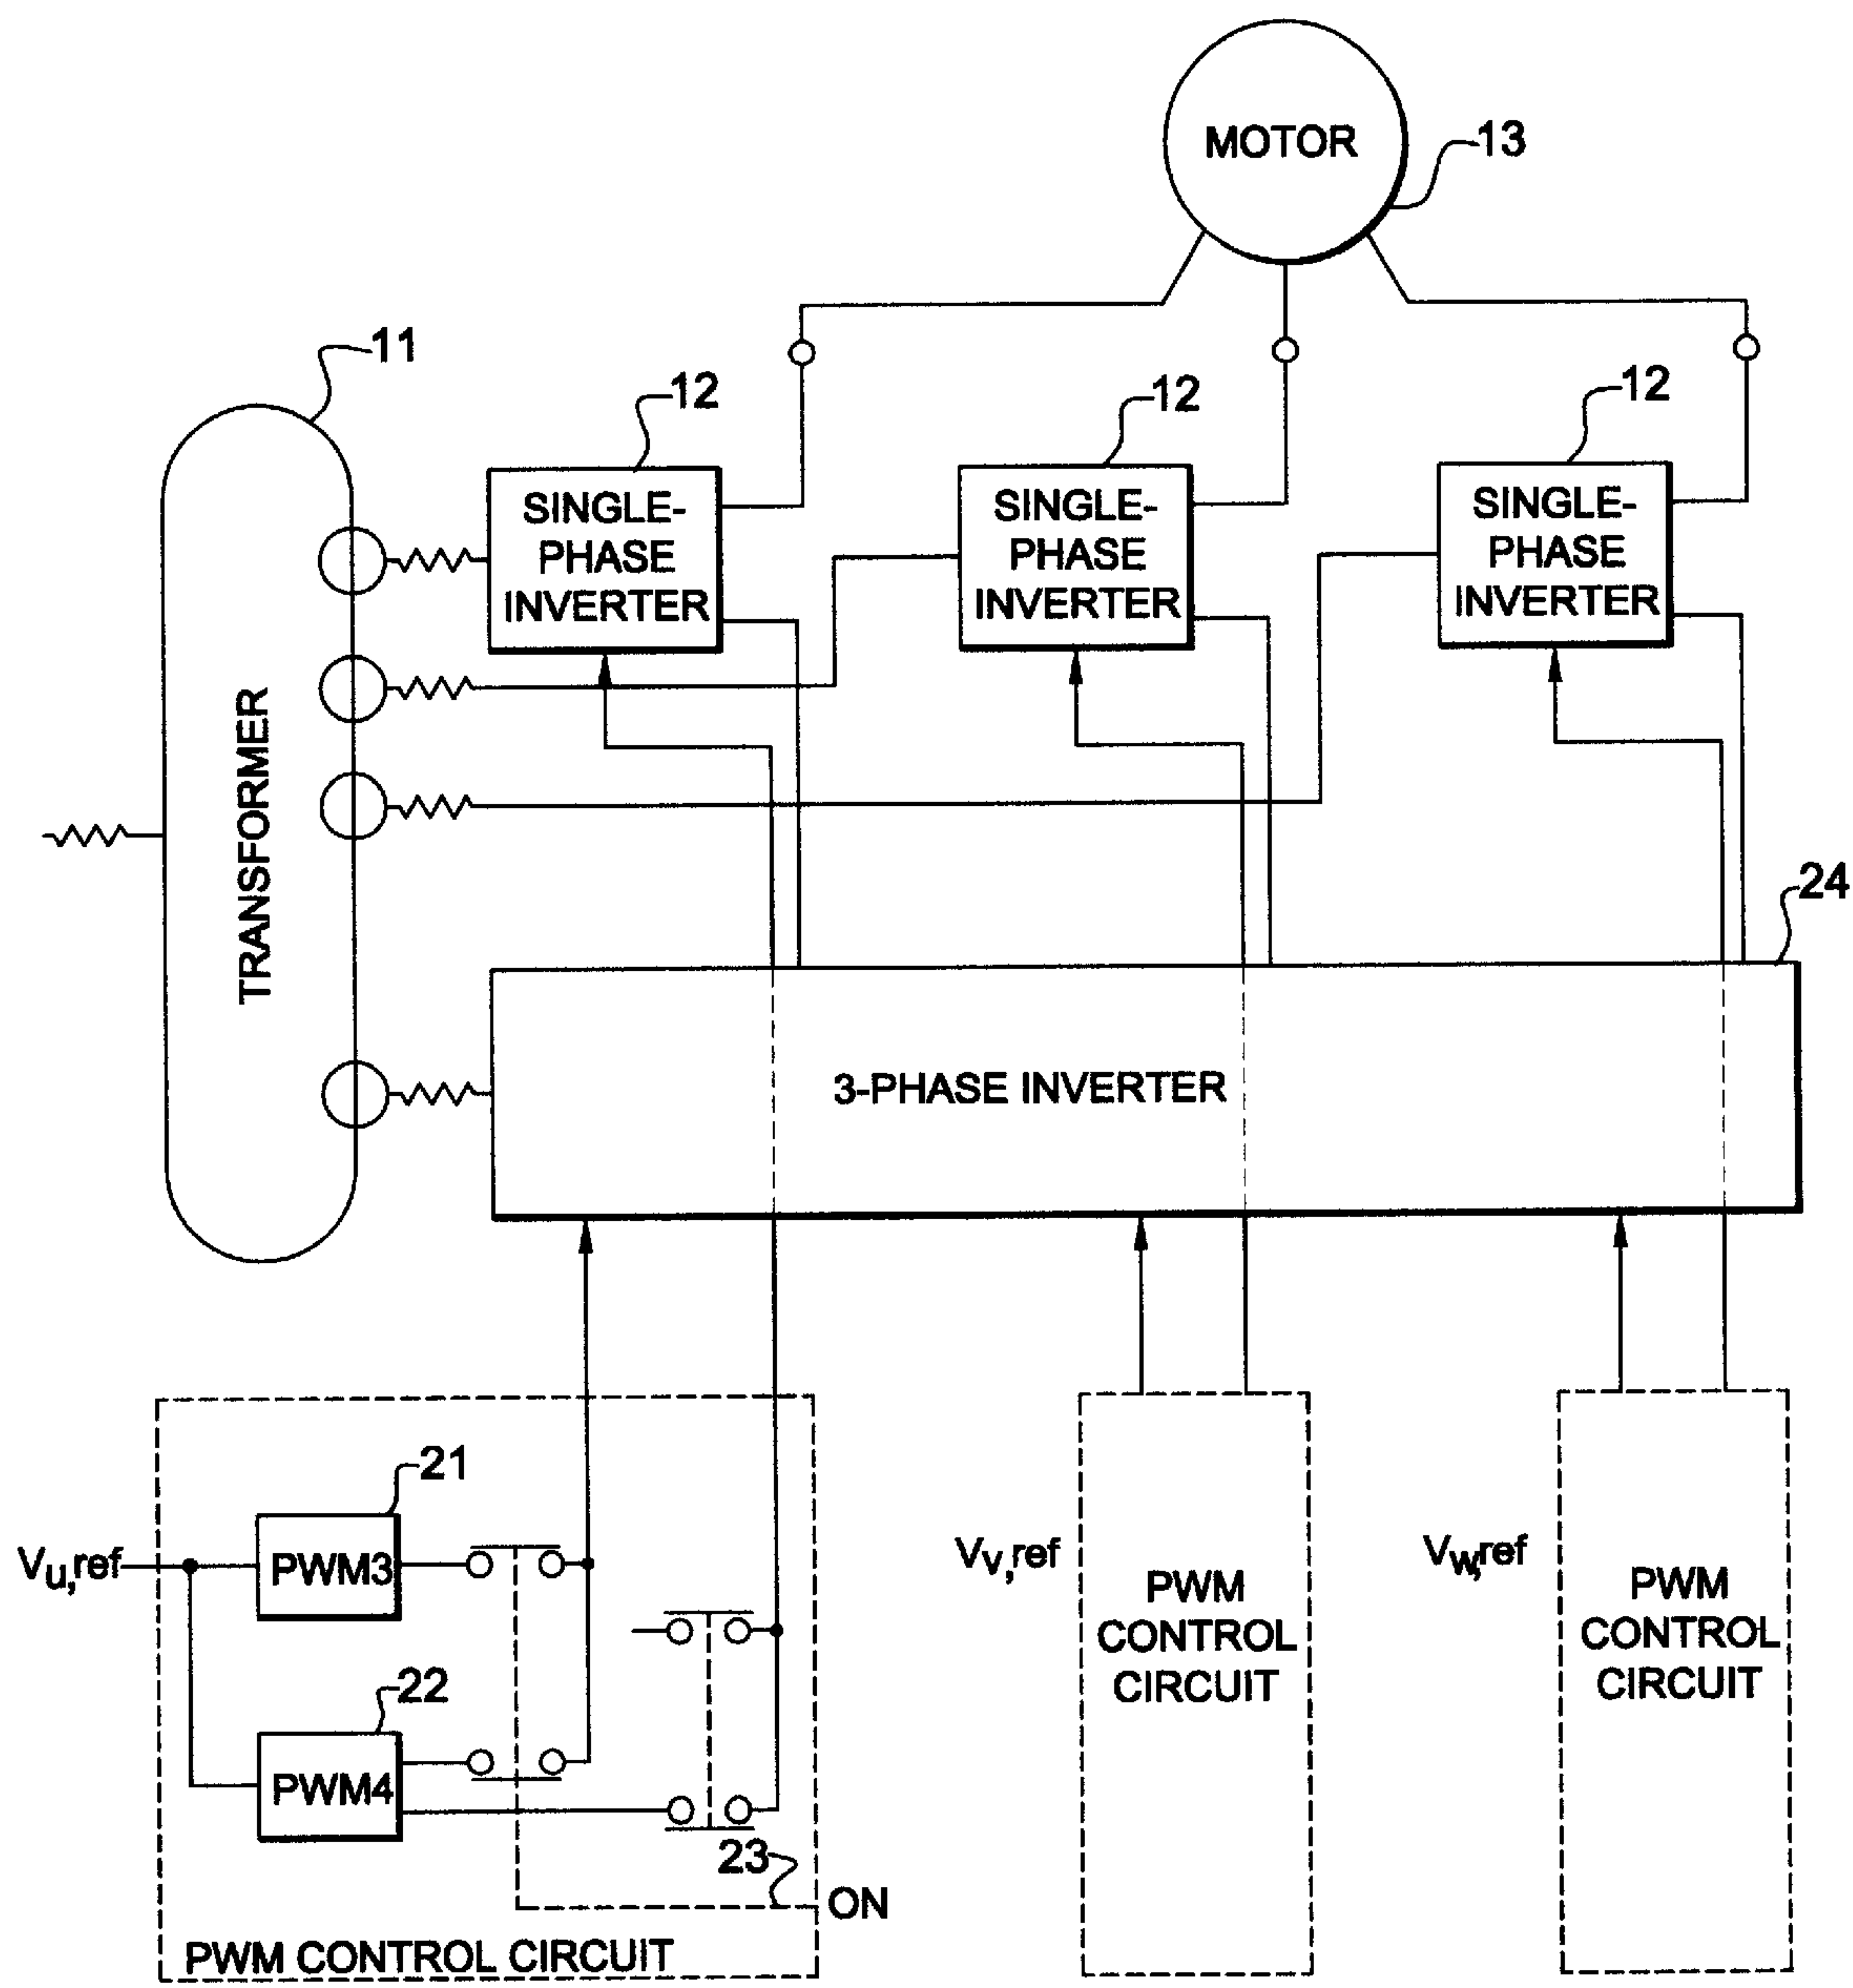 MOTOR
13
11
12
12
12
SINGLE-
PHASE
INVERTER
SINGLE-
PHASE
INVERTER
SINGLE-
PHASE
INVERTER
TRANSFORMER
24
3-PHASE INVERTER
21
Vu,ref
PWM3
22
PWM4
23
ON
PWM CONTROL CIRCUIT
Vv,ref
PWM
CONTROL
CIRCUIT
Vw,ref
PWM
CONTROL
CIRCUIT